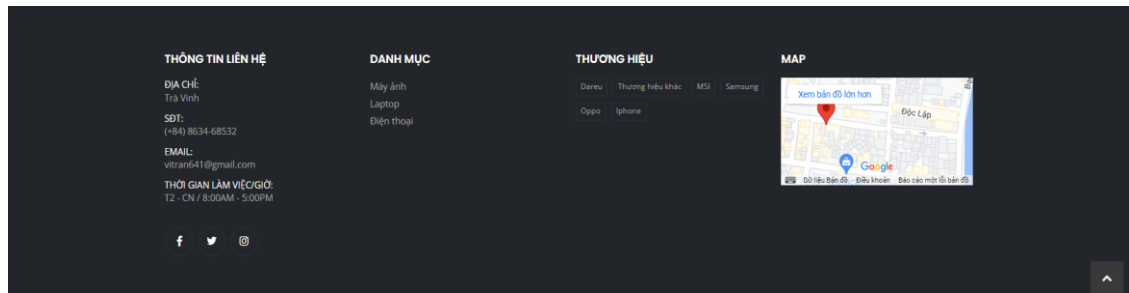 THÔNG TIN LIÊN HỆ
ĐỊA CHỈ:
Trà Vinh
SĐT:
(+84) 8634-68532
EMAIL:
vitran641@gmail.com
THỜI GIAN LÀM VIỆC/GIỜ:
T2 - CN / 8:00AM - 5:00PM
DANH MỤC
Máy ảnh
Laptop
Điện thoại
THƯƠNG HIỆU
Dareu Thương hiệu khác MSI Samsung
Oppo Iphone
MAP
Xem bản đồ lớn hơn
Độc Lập
Google
Dữ liệu Bản đồ Điều khoản Báo cáo một lỗi bản đồ